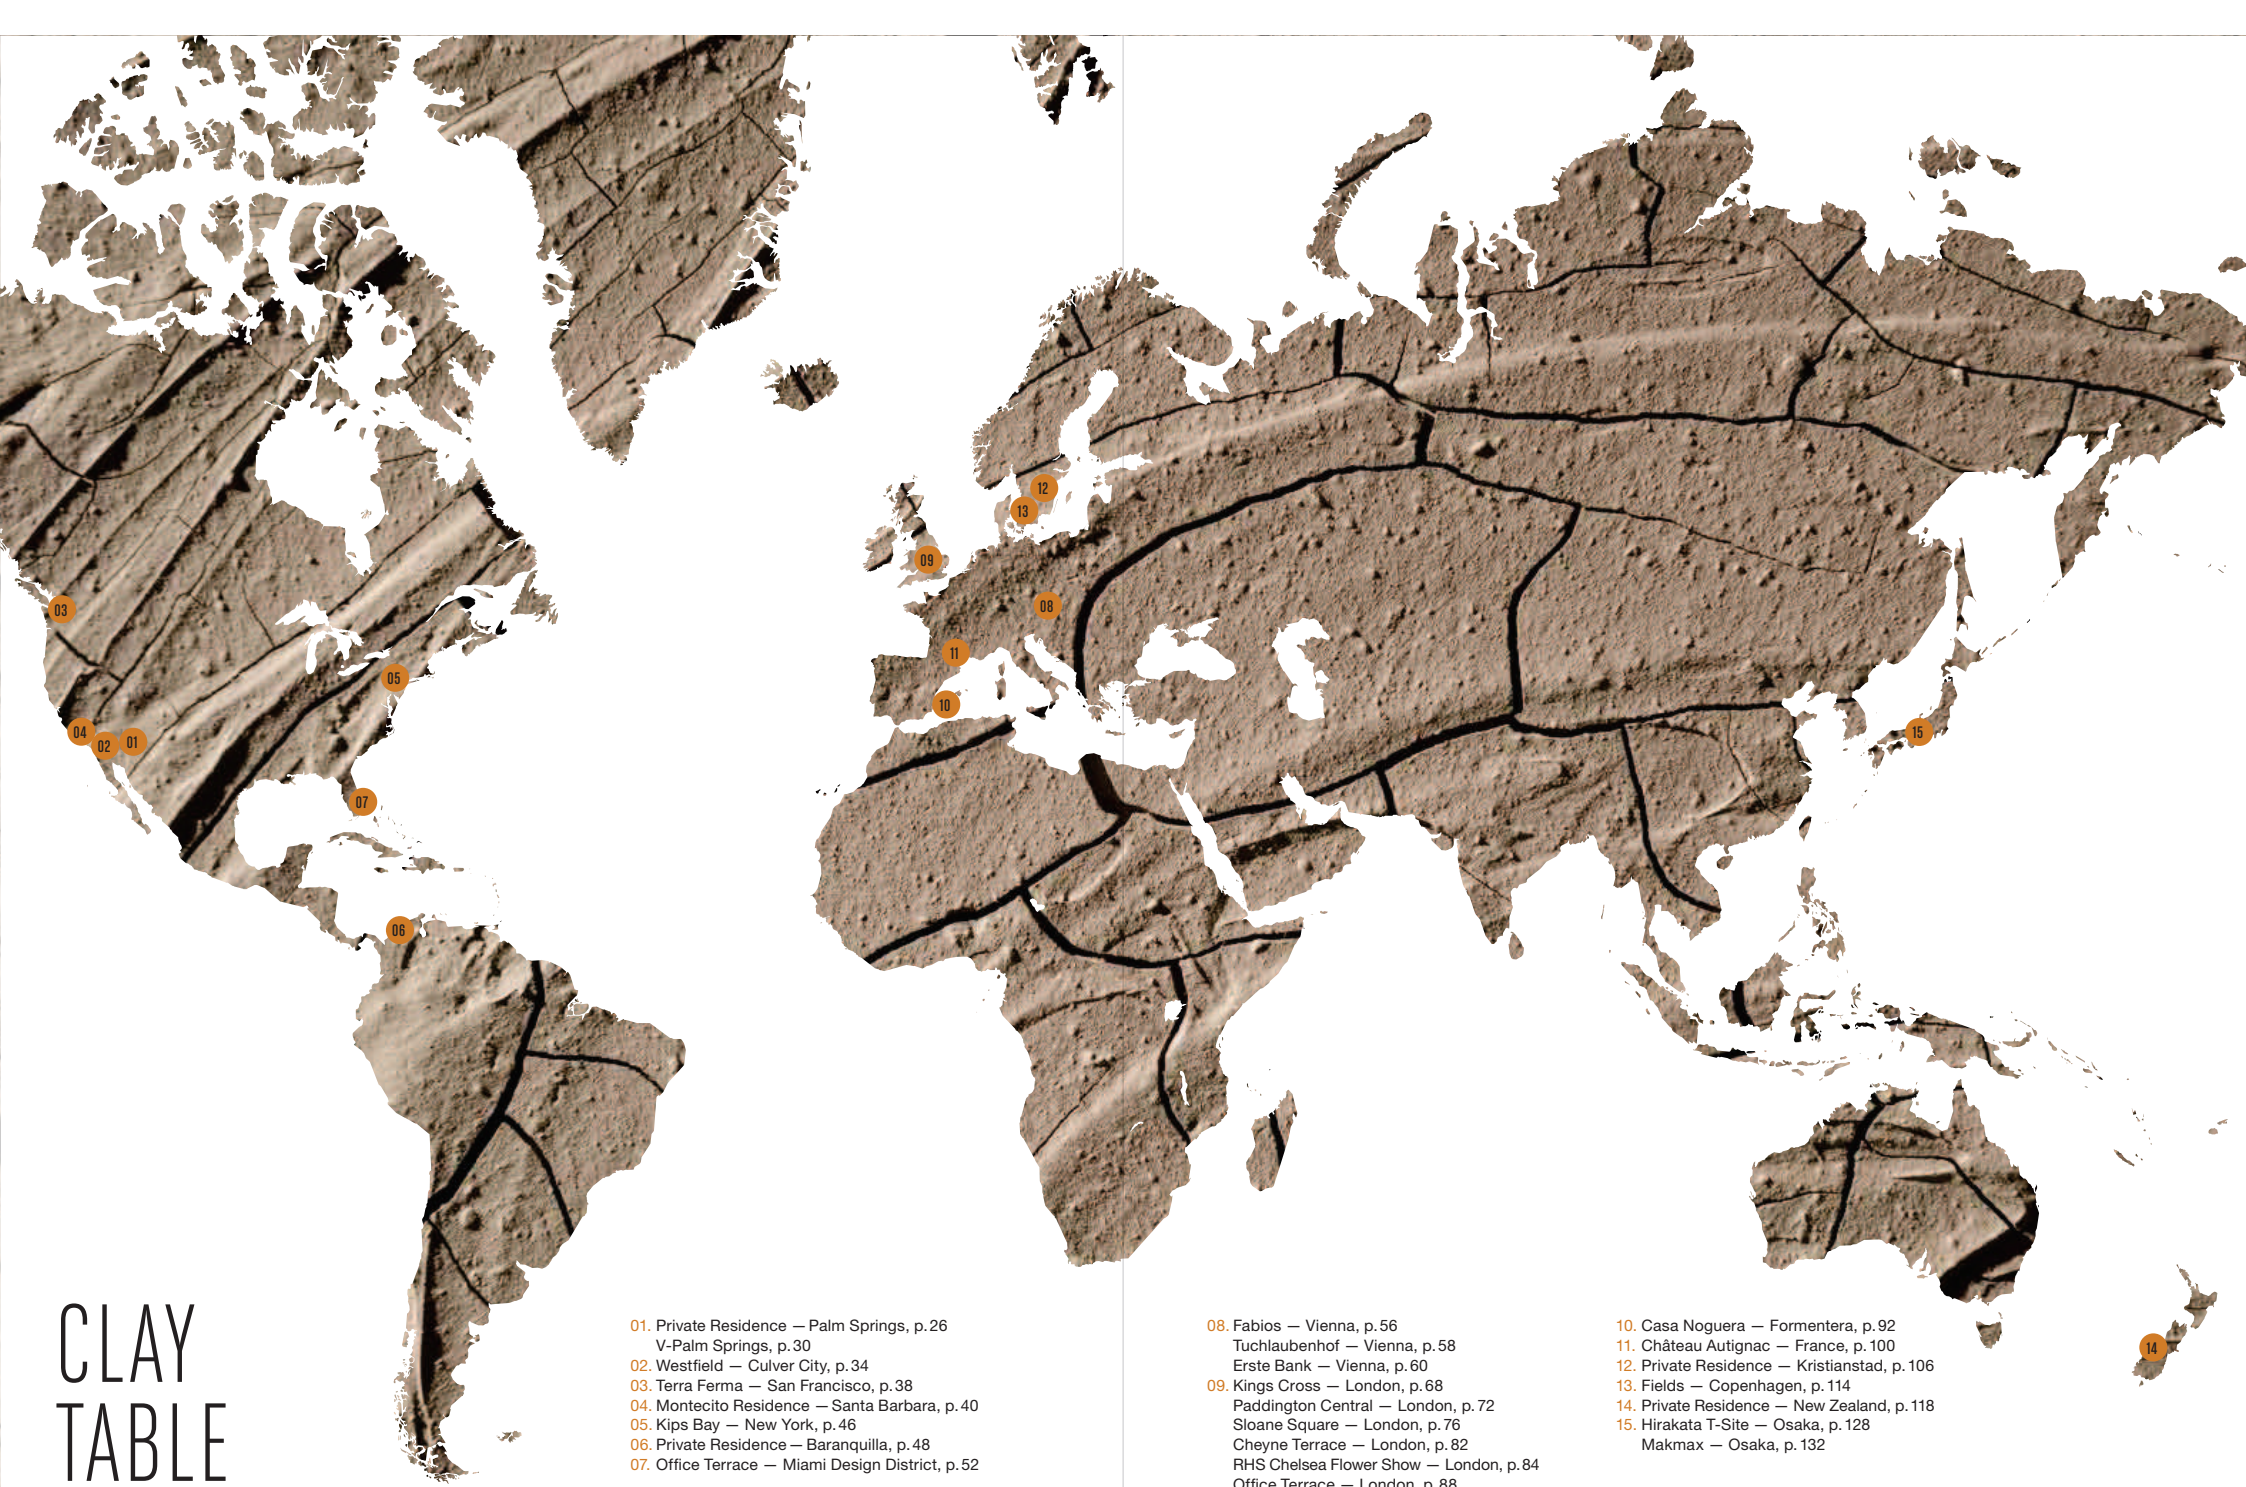 12
13
09
08
03
11
05
10
04
02
01
15
07
06
14
CLAY
TABLE
01. Private Residence — Palm Springs, p.26
V-Palm Springs, p.30
02. Westfield — Culver City, p.34
03. Terra Ferma — San Francisco, p.38
04. Montecito Residence — Santa Barbara, p.40
05. Kips Bay — New York, p.46
06. Private Residence — Baranquilla, p.48
07. Office Terrace — Miami Design District, p.52
08. Fabios — Vienna, p.56
Tuchlaubenhof — Vienna, p.58
Erste Bank — Vienna, p.60
09. Kings Cross — London, p.68
Paddington Central — London, p.72
Sloane Square — London, p.76
Cheyne Terrace — London, p.82
RHS Chelsea Flower Show — London, p.84
Office Terrace — London, p.88
10. Casa Noguera — Formentera, p.92
11. Château Autignac — France, p.100
12. Private Residence — Kristianstad, p.106
13. Fields — Copenhagen, p.114
14. Private Residence — New Zealand, p.118
15. Hirakata T-Site — Osaka, p.128
Makmax — Osaka, p.132